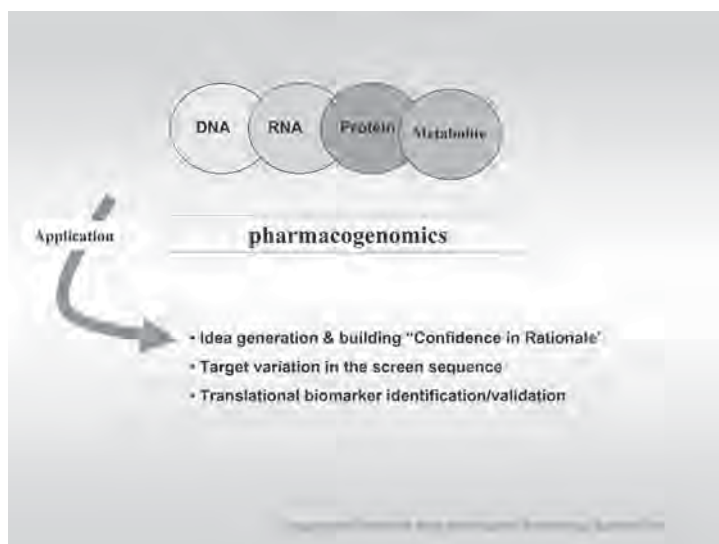 DNA
RNA
Protein
Metabolite
Application
pharmacogenomics
• Idea generation & building “Confidence in Rationale’
• Target variation in the screen sequence
• Translational biomarker identification/validation